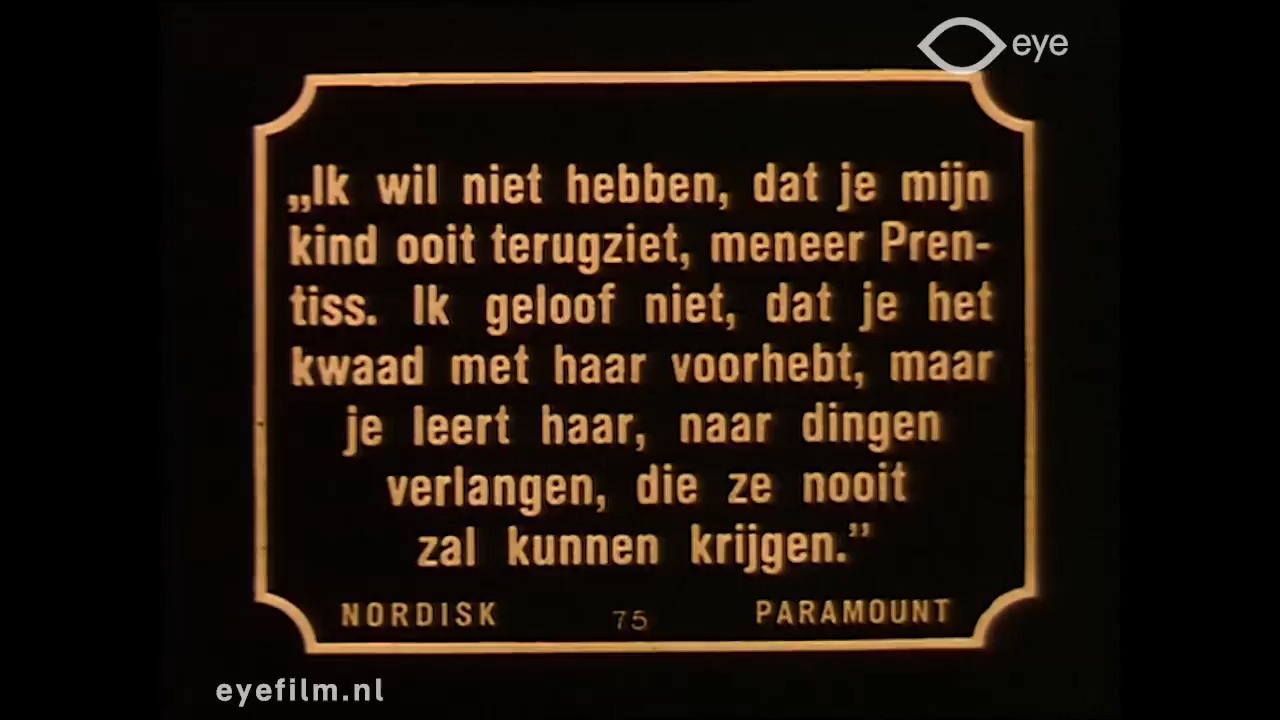 eye
„Ik wil niet hebben, dat je mijn
kind ooit terugziet, meneer Pren-
tiss. Ik geloof niet, dat je het
kwaad met haar voorhebt, maar
je leert haar, naar dingen
verlangen, die ze nooit
zal kunnen krijgen.”
NORDISK 75 PARAMOUNT
eyefilm.nl